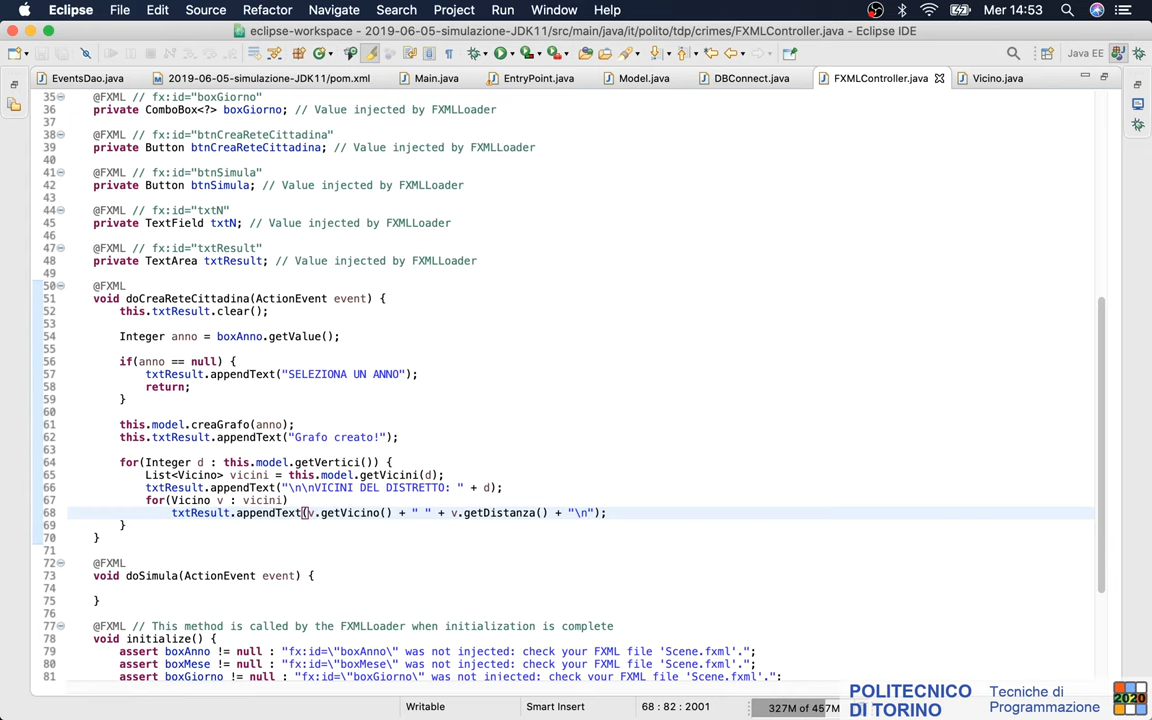 Eclipse File Edit Source Refactor Navigate Search Project Run Window Help Mer 14:53
eclipse-workspace - 2019-06-05-simulazione-JDK11/src/main/java/it/polito/tdp/crimes/FXMLController.java - Eclipse IDE
Java EE
EventsDao.java 2019-06-05-simulazione-JDK11/pom.xml Main.java EntryPoint.java Model.java DBConnect.java FXMLController.java Vicino.java
35 @FXML // fx:id="boxGiorno"
36 private ComboBox<?> boxGiorno; // Value injected by FXMLLoader
37
38 @FXML // fx:id="btnCreaReteCittadina"
39 private Button btnCreaReteCittadina; // Value injected by FXMLLoader
40
41 @FXML // fx:id="btnSimula"
42 private Button btnSimula; // Value injected by FXMLLoader
43
44 @FXML // fx:id="txtN"
45 private TextField txtN; // Value injected by FXMLLoader
46
47 @FXML // fx:id="txtResult"
48 private TextArea txtResult; // Value injected by FXMLLoader
49
50 @FXML
51 void doCreaReteCittadina(ActionEvent event) {
52 this.txtResult.clear();
53
54 Integer anno = boxAnno.getValue();
55
56 if(anno == null) {
57 txtResult.appendText("SELEZIONA UN ANNO");
58 return;
59 }
60
61 this.model.creaGrafo(anno);
62 this.txtResult.appendText("Grafo creato!");
63
64 for(Integer d : this.model.getVertici()) {
65 List<Vicino> vicini = this.model.getVicini(d);
66 txtResult.appendText("\n\nVICINI DEL DISTRETTO: " + d);
67 for(Vicino v : vicini)
68 txtResult.appendText(v.getVicino() + " " + v.getDistanza() + "\n");
69 }
70 }
71
72 @FXML
73 void doSimula(ActionEvent event) {
74
75 }
76
77 @FXML // This method is called by the FXMLLoader when initialization is complete
78 void initialize() {
79 assert boxAnno != null : "fx:id=\"boxAnno\" was not injected: check your FXML file 'Scene.fxml'.";
80 assert boxMese != null : "fx:id=\"boxMese\" was not injected: check your FXML file 'Scene.fxml'.";
81 assert boxGiorno != null : "fx:id=\"boxGiorno\" was not injected: check your FXML file 'Scene.fxml'.";
Writable Smart Insert 68 : 82 : 2001 327M of 457M
POLITECNICO DI TORINO
Tecniche di Programmazione
2020